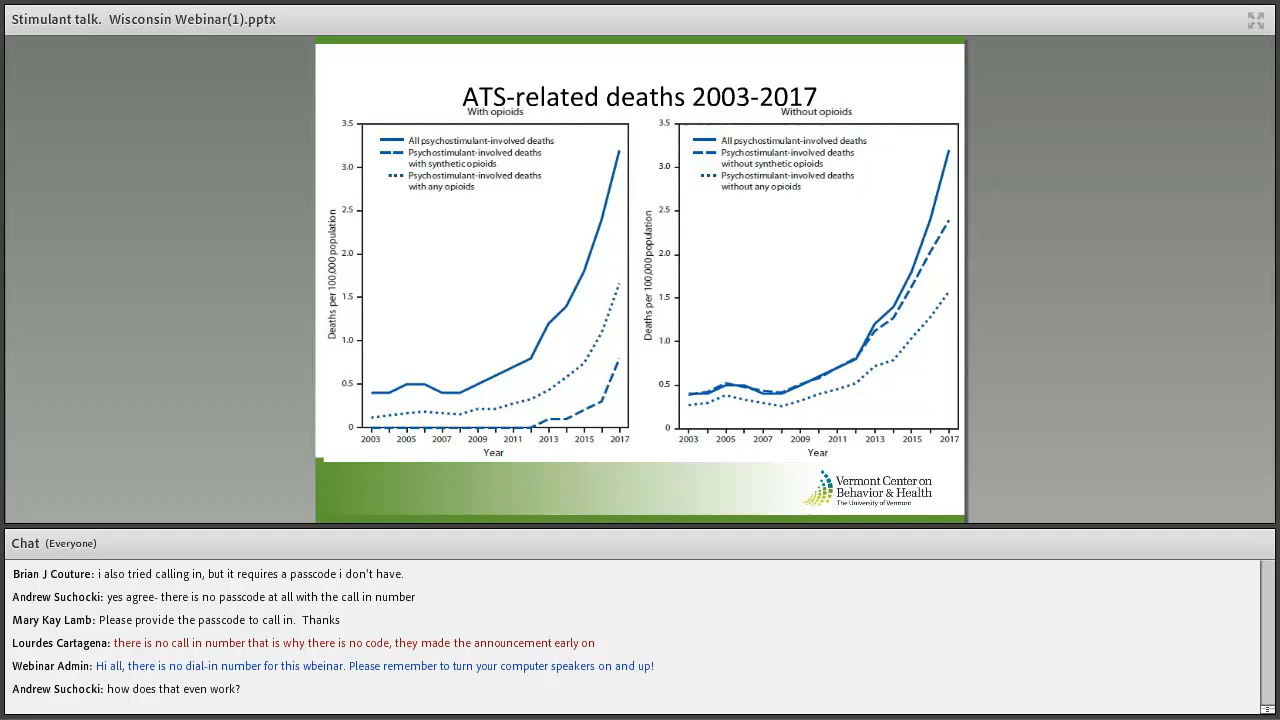 Stimulant talk.  Wisconsin Webinar(1).pptx
ATS-related deaths 2003-2017
With opioids
3.5
3.0
2.5
2.0
1.5
1.0
0.5
0
Deaths per 100,000 population
All psychostimulant-involved deaths
Psychostimulant-involved deaths
with synthetic opioids
Psychostimulant-involved deaths
with any opioids
2003 2005 2007 2009 2011 2013 2015 2017
Year
Without opioids
3.5
3.0
2.5
2.0
1.5
1.0
0.5
0
Deaths per 100,000 population
All psychostimulant-involved deaths
Psychostimulant-involved deaths
without synthetic opioids
Psychostimulant-involved deaths
without any opioids
2003 2005 2007 2009 2011 2013 2015 2017
Year
Vermont Center on
Behavior & Health
The University of Vermont
Chat (Everyone)
Brian J Couture: i also tried calling in, but it requires a passcode i don't have.
Andrew Suchocki: yes agree- there is no passcode at all with the call in number
Mary Kay Lamb: Please provide the passcode to call in.  Thanks
Lourdes Cartagena: there is no call in number that is why there is no code, they made the announcement early on
Webinar Admin: Hi all, there is no dial-in number for this wbeinar. Please remember to turn your computer speakers on and up!
Andrew Suchocki: how does that even work?